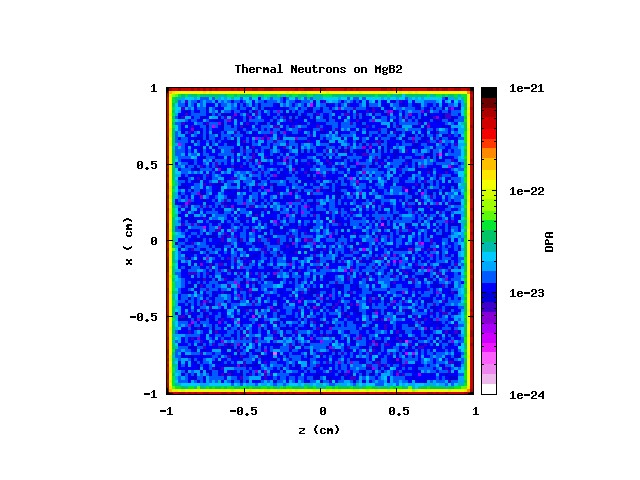 Thermal Neutrons on MgB2
1
0.5
0
-0.5
-1
x ( cm)
-1
-0.5
0
0.5
1
z (cm)
1e-21
1e-22
1e-23
1e-24
DPA